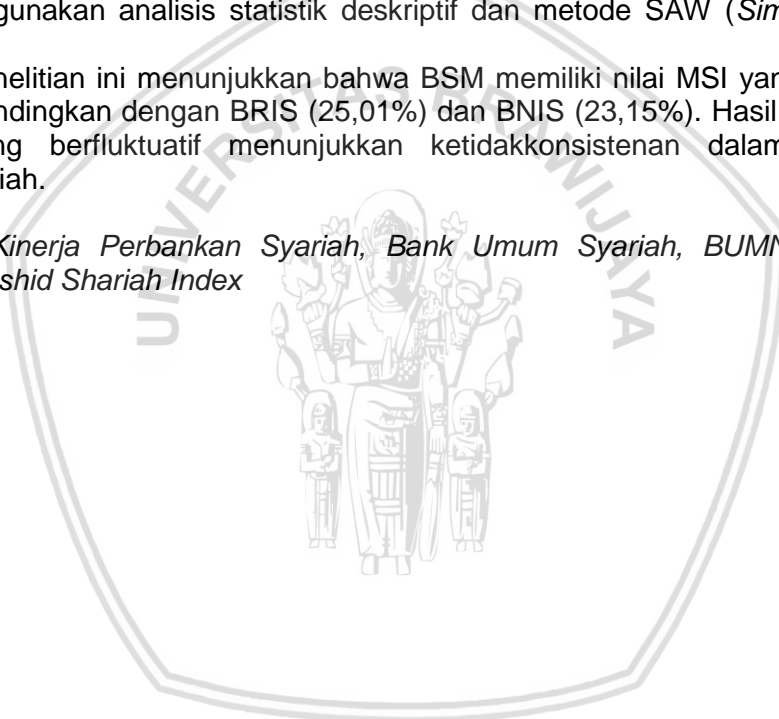 gunakan analisis statistik deskriptif dan metode SAW (Sim
nelitian ini menunjukkan bahwa BSM memiliki nilai MSI yan
ndingkan dengan BRIS (25,01%) dan BNIS (23,15%). Hasil
ng berfluktuatif menunjukkan ketidakkonsistenan dalam
iah.
Kinerja Perbankan Syariah, Bank Umum Syariah, BUMN
shid Shariah Index
UNIVERSITAS BRAWIJAYA